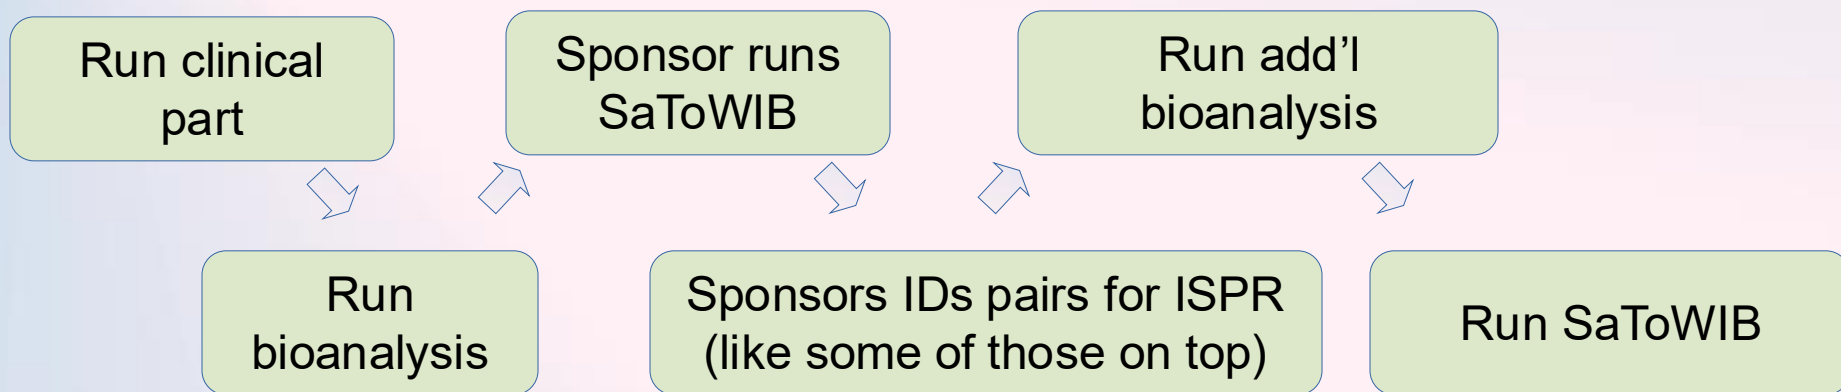 Run clinical
part
Run
bioanalysis
Sponsor runs
SaToWIB
Sponsors IDs pairs for ISPR
(like some of those on top)
Run add’l
bioanalysis
Run SaToWIB